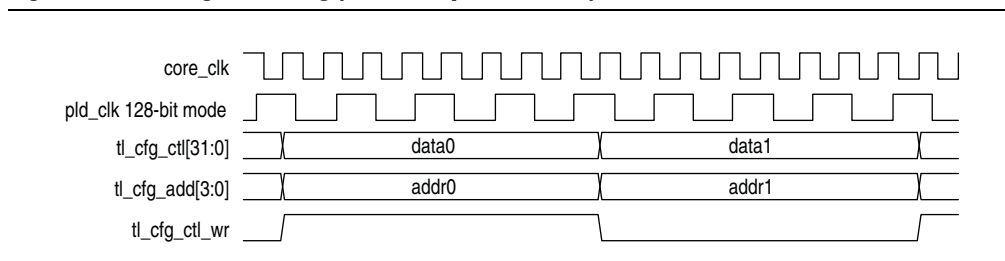 core_clk
pld_clk 128-bit mode
tl_cfg_ctl[31:0] data0 data1
tl_cfg_add[3:0] addr0 addr1
tl_cfg_ctl_wr